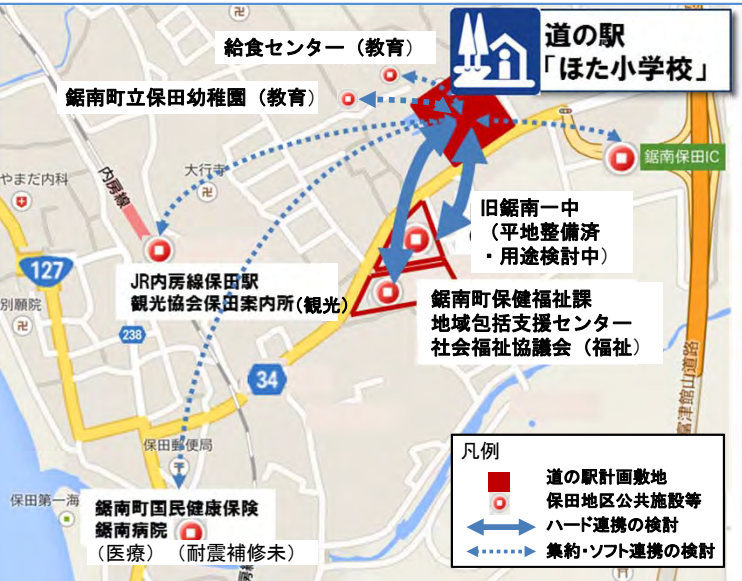 道の駅
「ほた小学校」
給食センター（教育）
鋸南町立保田幼稚園（教育）
鋸南保田IC
やまだ内科
内房線
大行寺
旧鋸南一中
（平地整備済
・用途検討中）
127
JR内房線保田駅
観光協会保田案内所(観光)
鋸南町保健福祉課
地域包括支援センター
社会福祉協議会（福祉）
別願院
238
34
富津館山道路
保田郵便局
凡例
道の駅計画敷地
保田地区公共施設等
ハード連携の検討
集約・ソフト連携の検討
保田第一海
鋸南町国民健康保険
鋸南病院
（医療）（耐震補修未）